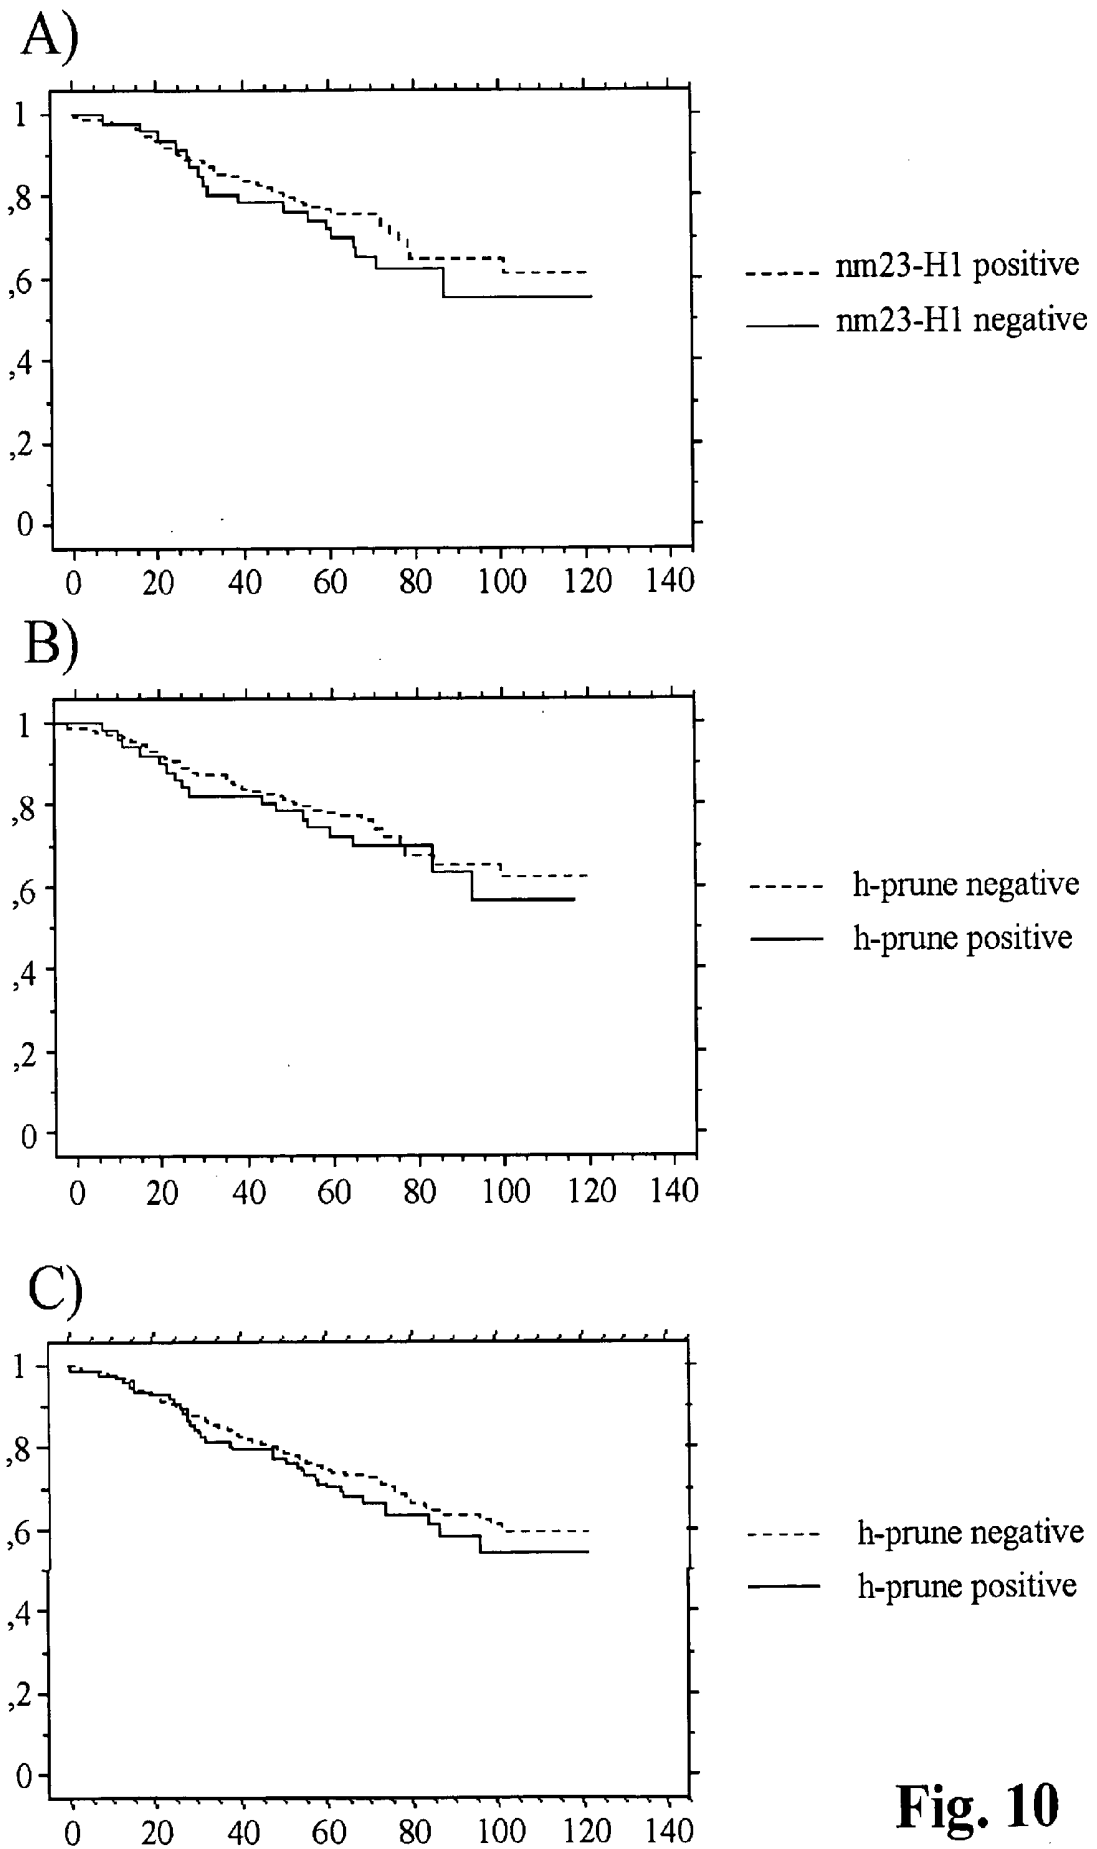 A)
1
,8
,6
,4
,2
0
0 20 40 60 80 100 120 140
nm23-H1 positive
nm23-H1 negative
B)
1
,8
,6
,4
,2
0
0 20 40 60 80 100 120 140
h-prune negative
h-prune positive
C)
1
,8
,6
,4
,2
0
0 20 40 60 80 100 120 140
h-prune negative
h-prune positive
Fig. 10